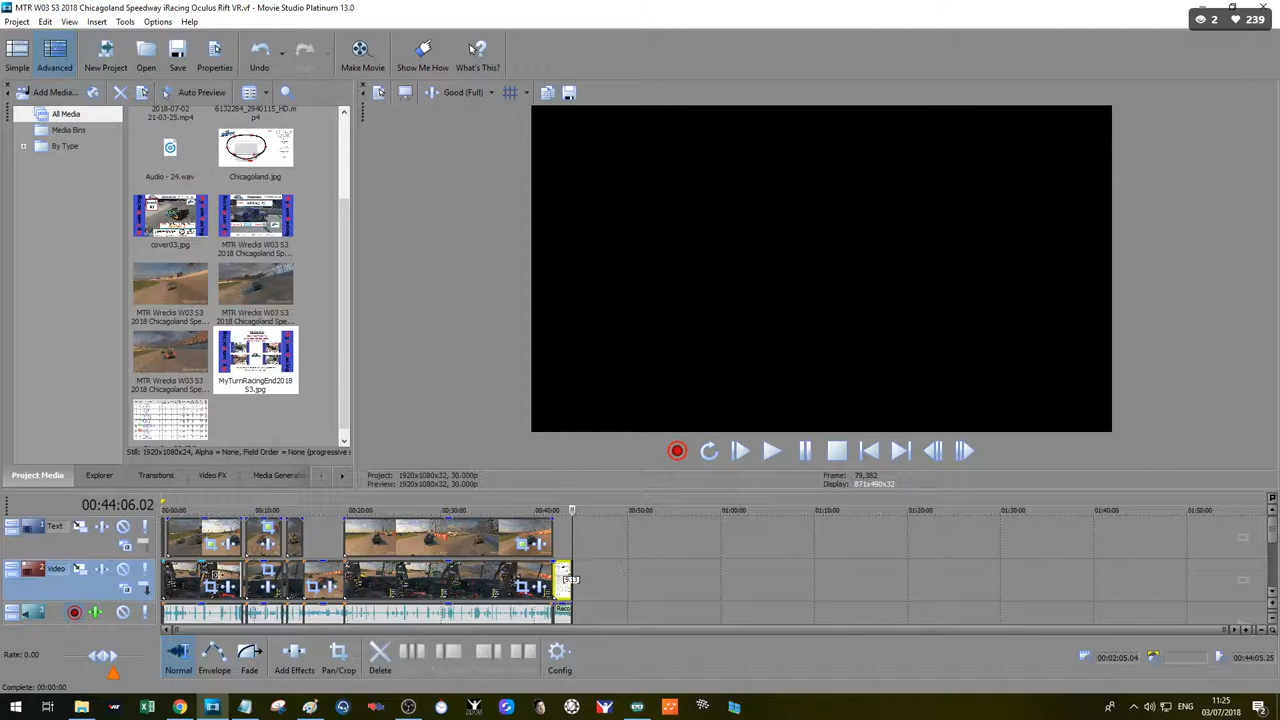 MTR W03 S3 2018 Chicagoland Speedway iRacing Oculus Rift VR.vf - Movie Studio Platinum 13.0
2 239
Project Edit View Insert Tools Options Help
Simple Advanced New Project Open Save Properties Undo Make Movie Show Me How What's This?
Add Media... Auto Preview Good (Full)
All Media
Media Bins
By Type
2018-07-02 21-03-25.mp4
6132284_2940115_HD.m
p4
Audio - 24.wav Chicagoland.jpg
cover03.jpg MTR Wrecks W03 S3
2018 Chicagoland Sp...
MTR Wrecks W03 S3 MTR Wrecks W03 S3
2018 Chicagoland Spe... 2018 Chicagoland Spe...
MTR Wrecks W03 S3 MyTurnRacingEnd2018
2018 Chicagoland Spe... S3.jpg
Still: 1920x1080x24, Alpha = None, Field Order = None (progressive s
Project Media Explorer Transitions Video FX Media Generato
Project: 1920x1080x32, 30.000p Frame: 79,382
Preview: 1920x1080x32, 30.000p Display: 871x490x32
00:44:06.02
00:00:00 00:10:00 00:20:00 00:30:00 00:40:00 00:50:00 01:00:00 01:10:00 01:20:00 01:30:00 01:40:00 01:50:00
1 Text
2 Video
3
Reco
Rate: 0.00
Normal Envelope Fade Add Effects Pan/Crop Delete Config
00:02:05.04 00:44:05.25
Complete: 00:00:00
ENG 11:25
03/07/2018
2